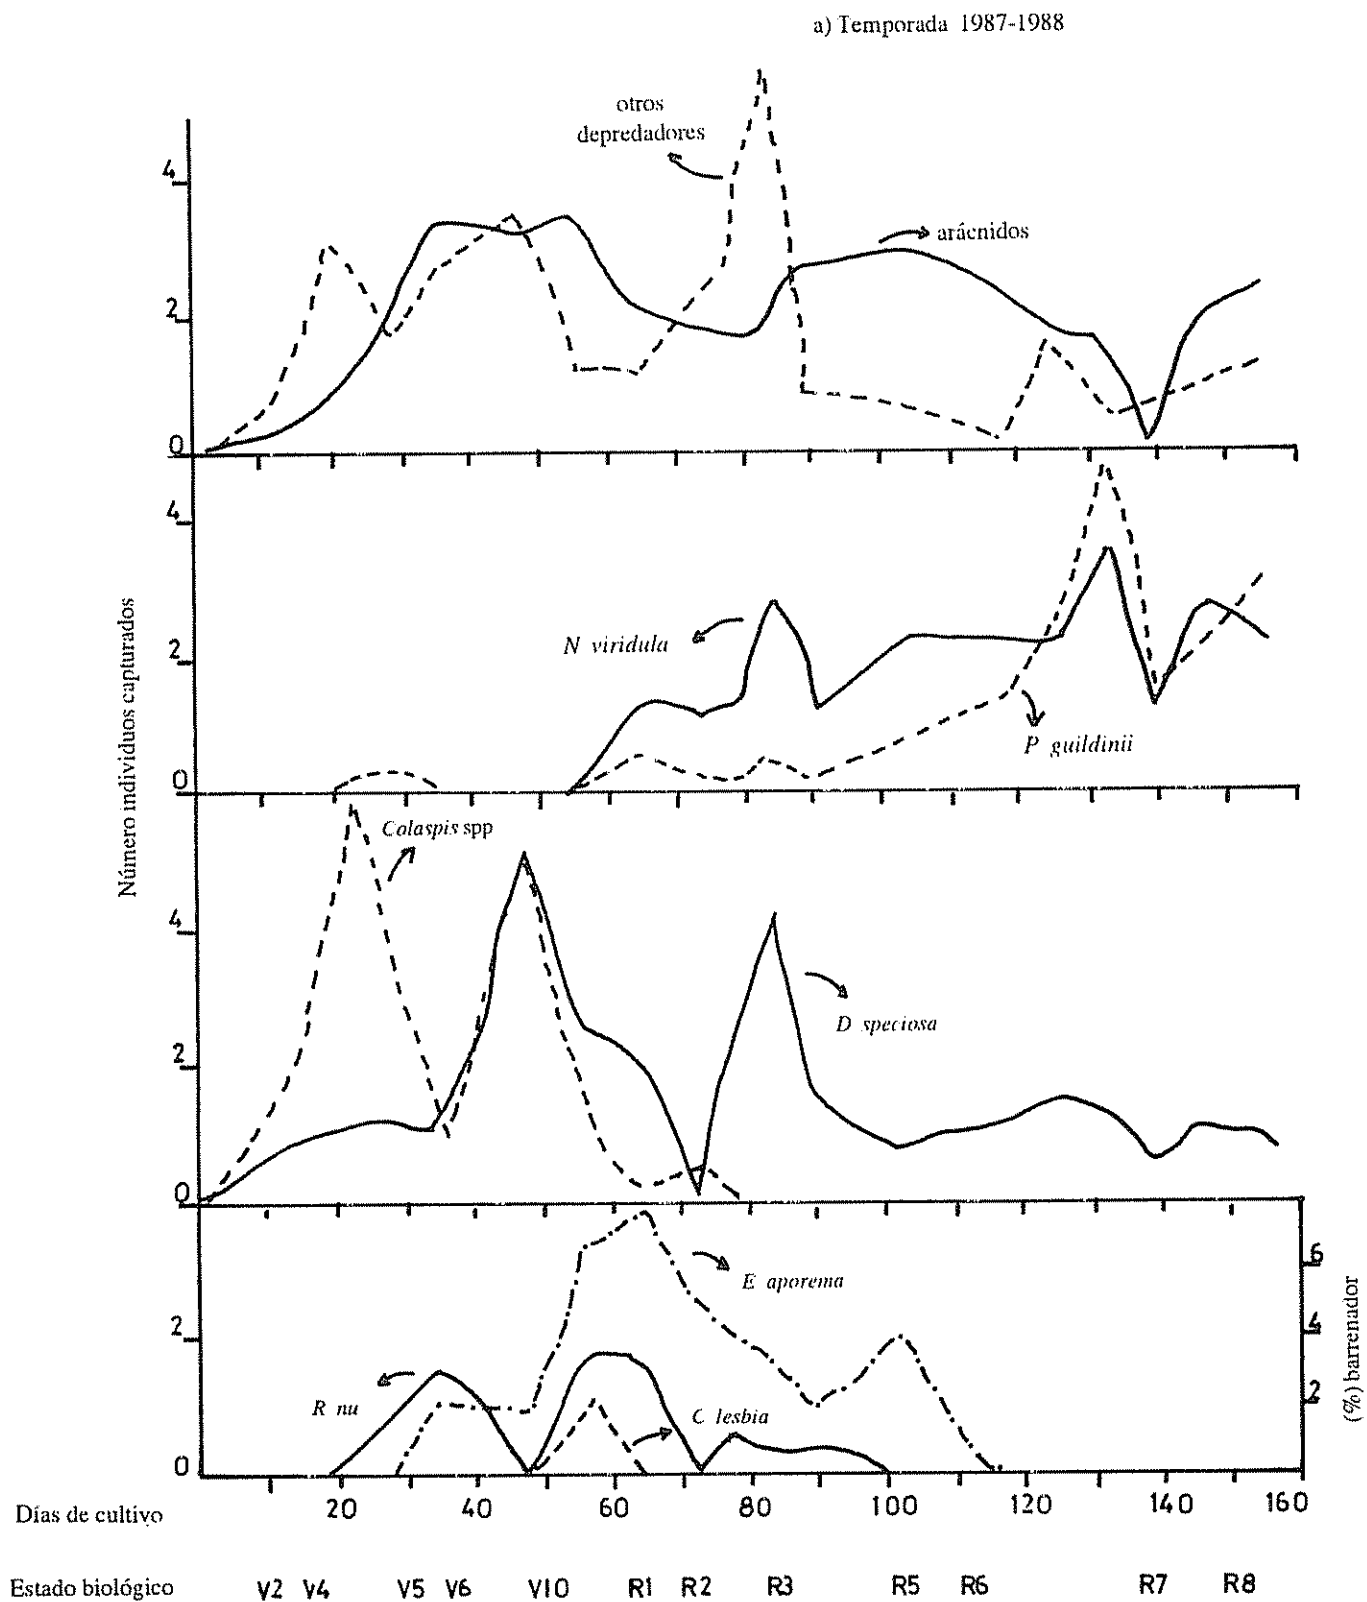 a) Temporada 1987-1988
otros
depredadores
arácnidos
4
2
0
N viridula
P guildinii
4
2
0
Número individuos capturados
Colaspis spp
D speciosa
4
2
0
E aporema
R nu
C lesbia
2
0
6
4
2
(%) barrenador
Días de cultivo 20 40 60 80 100 120 140 160
Estado biológico V2 V4 V5 V6 V10 R1 R2 R3 R5 R6 R7 R8